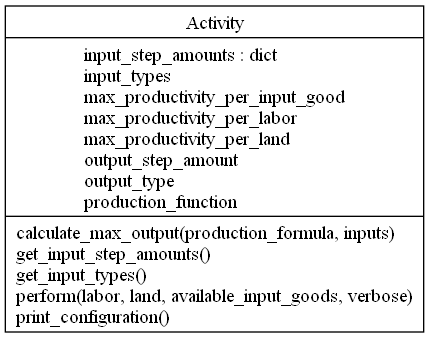 Activity
input_step_amounts : dict
input_types
max_productivity_per_input_good
max_productivity_per_labor
max_productivity_per_land
output_step_amount
output_type
production_function
calculate_max_output(production_formula, inputs)
get_input_step_amounts()
get_input_types()
perform(labor, land, available_input_goods, verbose)
print_configuration()